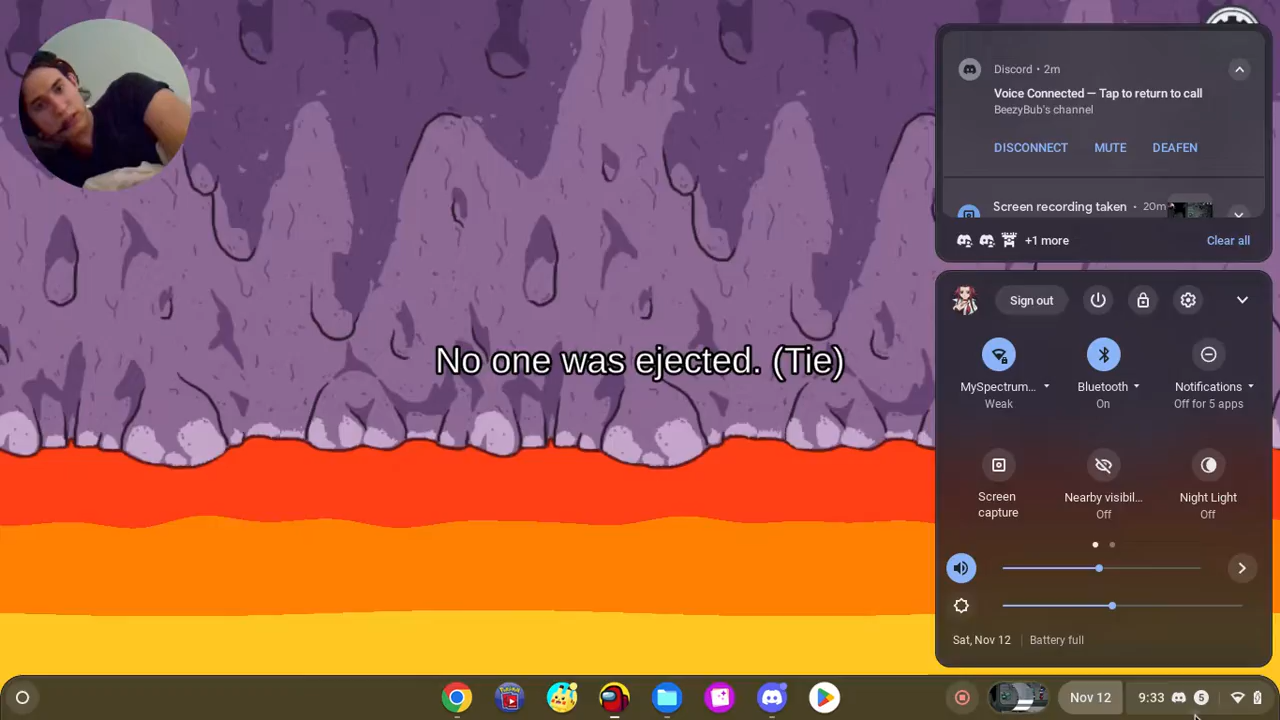 Discord • 2m
Voice Connected — Tap to return to call
BeezyBub's channel
DISCONNECT MUTE DEAFEN
Screen recording taken • 20m
+1 more Clear all
Sign out
MySpectrum... Bluetooth Notifications
Weak On Off for 5 apps
Screen capture Nearby visibil... Night Light
Off Off
No one was ejected. (Tie)
Sat, Nov 12 Battery full
Nov 12 9:33 5